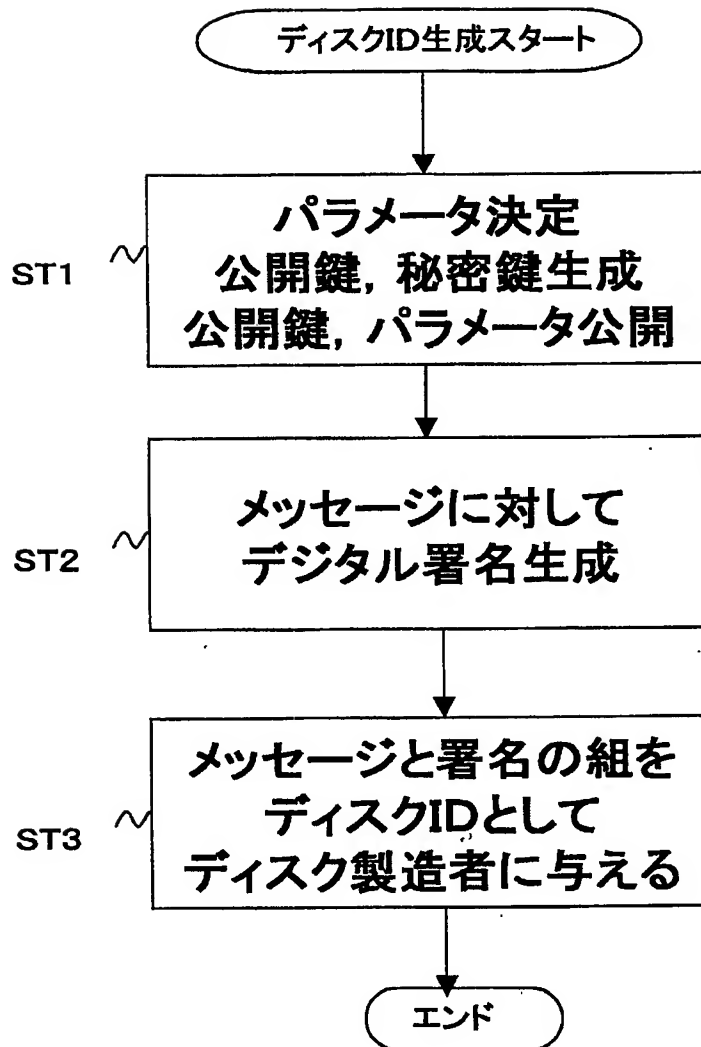 ディスクID生成スタート
ST1
パラメータ決定
公開鍵, 秘密鍵生成
公開鍵, パラメータ公開
ST2
メッセージに対して
デジタル署名生成
ST3
メッセージと署名の組を
ディスクIDとして
ディスク製造者に与える
エンド